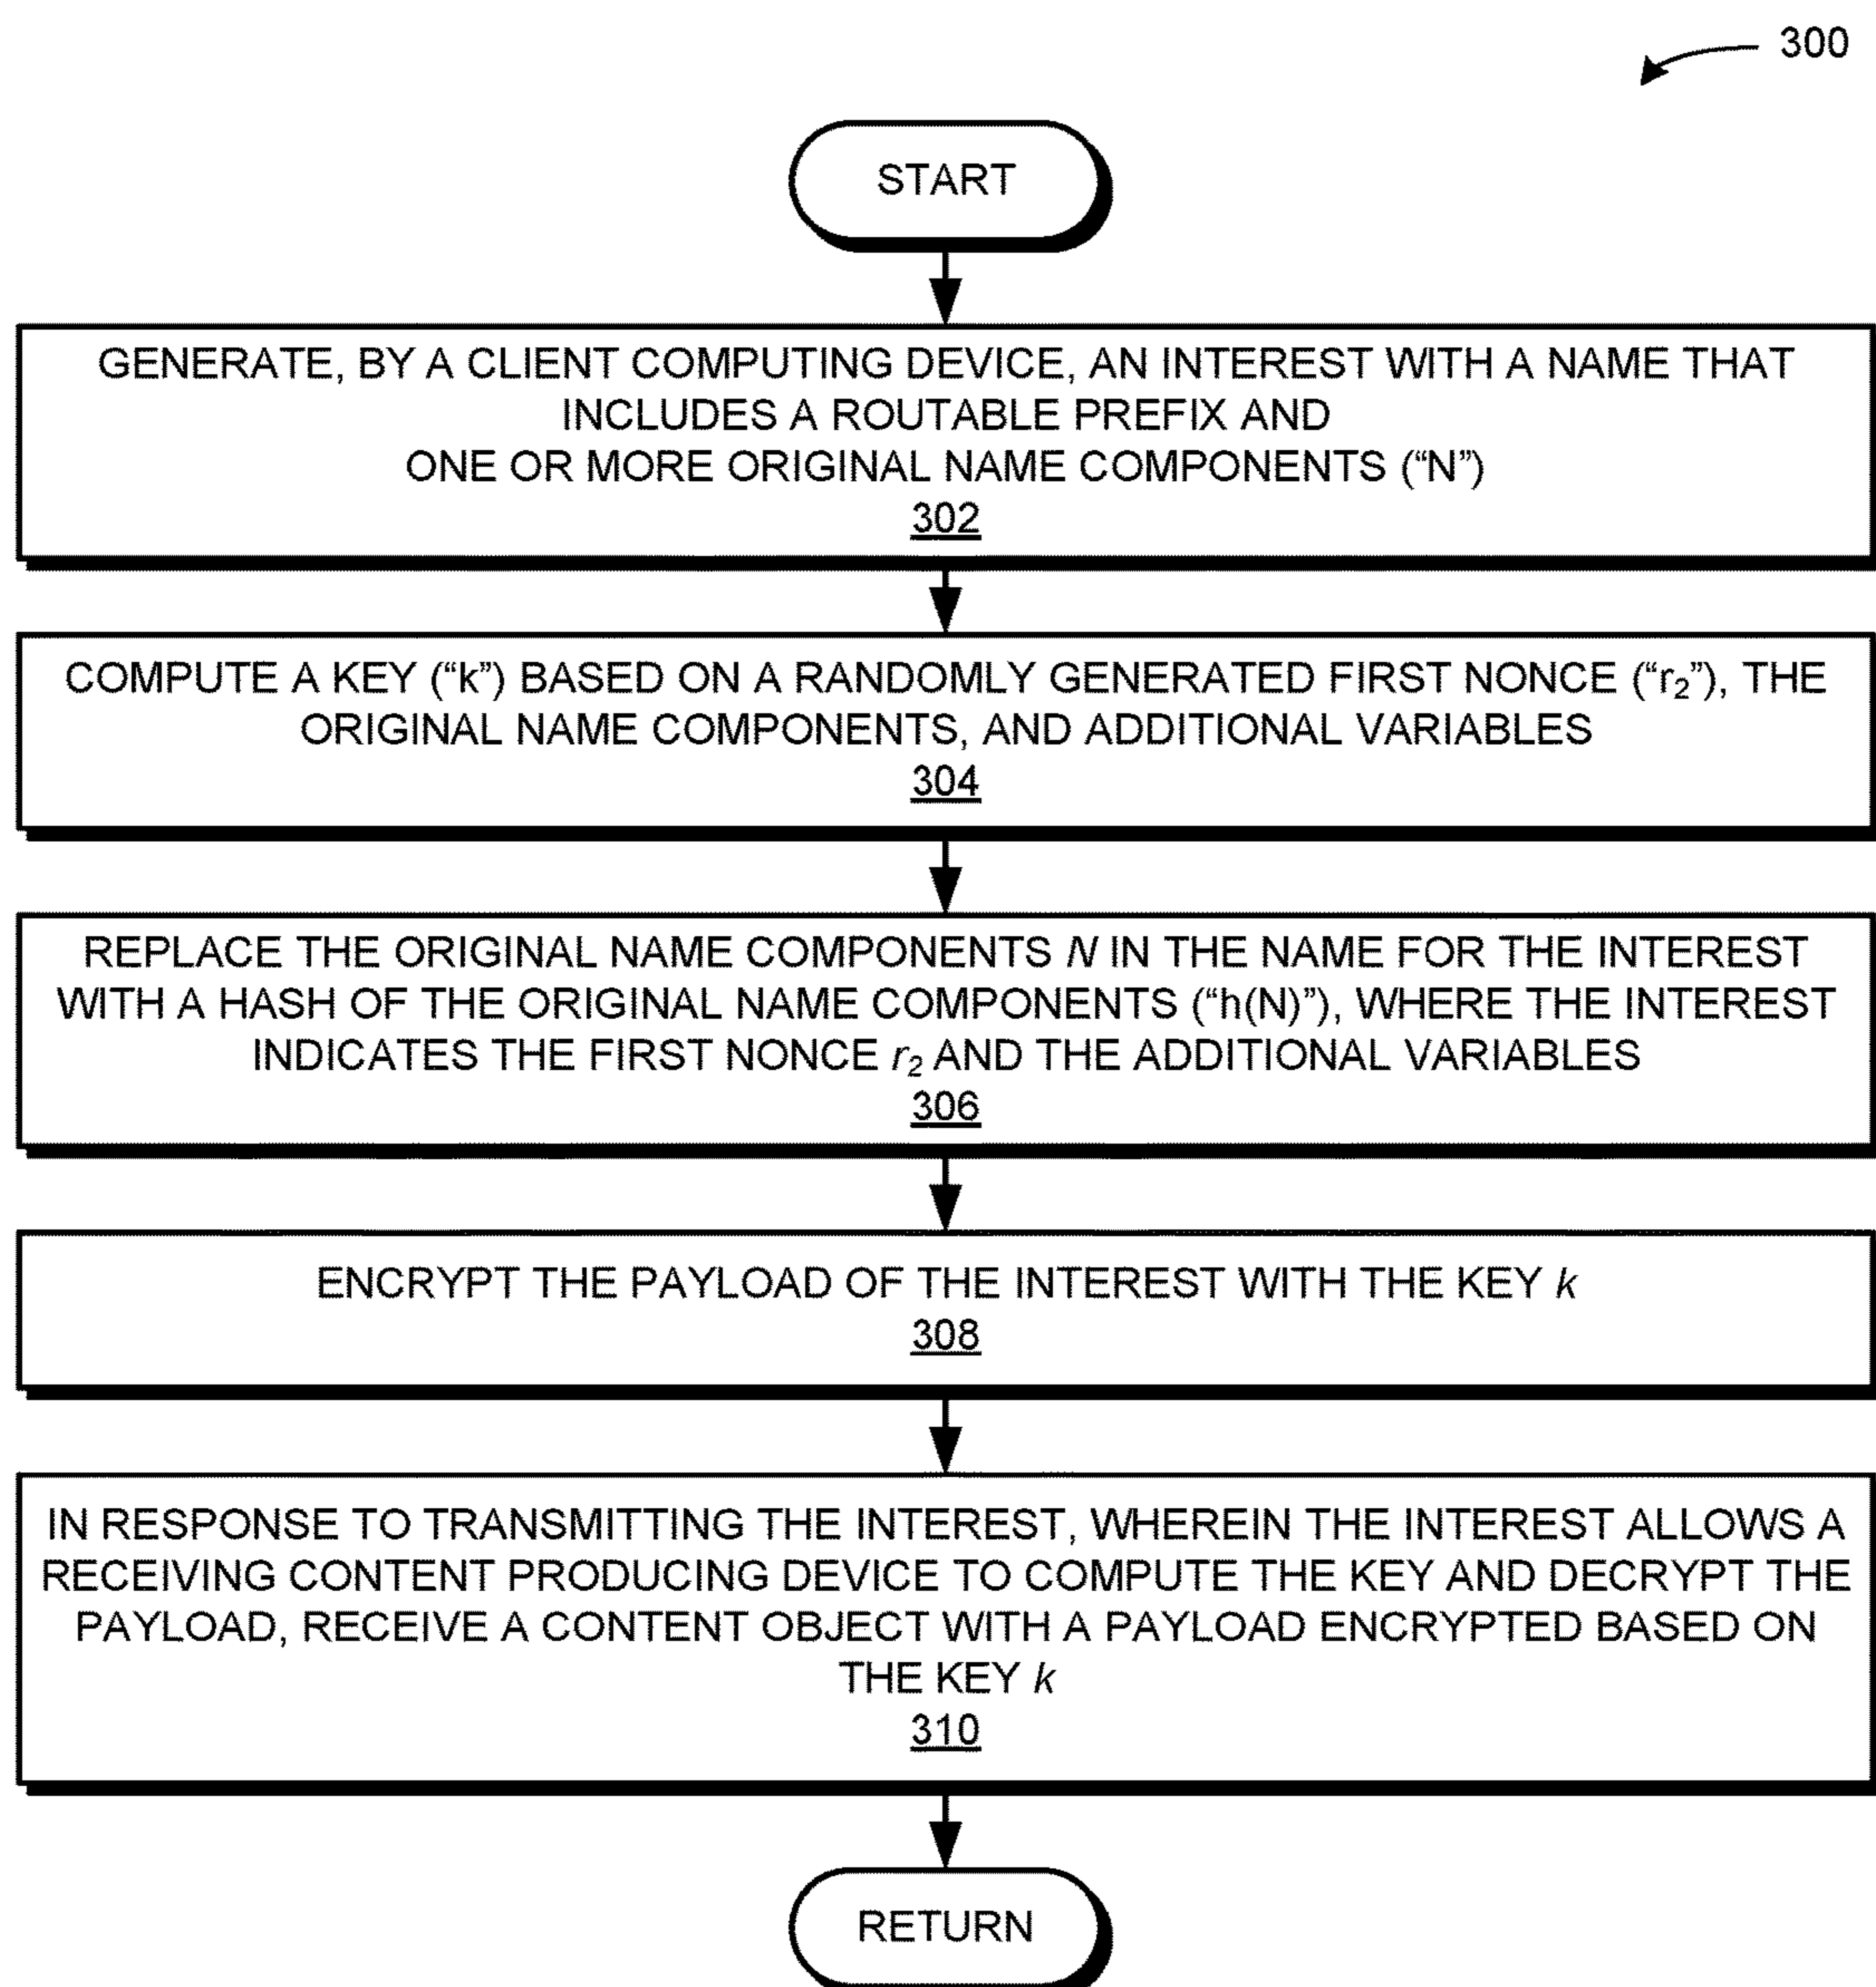 300
START
GENERATE, BY A CLIENT COMPUTING DEVICE, AN INTEREST WITH A NAME THAT
INCLUDES A ROUTABLE PREFIX AND
ONE OR MORE ORIGINAL NAME COMPONENTS (“N”)
302
COMPUTE A KEY (“k”) BASED ON A RANDOMLY GENERATED FIRST NONCE (“r₂”), THE
ORIGINAL NAME COMPONENTS, AND ADDITIONAL VARIABLES
304
REPLACE THE ORIGINAL NAME COMPONENTS N IN THE NAME FOR THE INTEREST
WITH A HASH OF THE ORIGINAL NAME COMPONENTS (“h(N)”), WHERE THE INTEREST
INDICATES THE FIRST NONCE r₂ AND THE ADDITIONAL VARIABLES
306
ENCRYPT THE PAYLOAD OF THE INTEREST WITH THE KEY k
308
IN RESPONSE TO TRANSMITTING THE INTEREST, WHEREIN THE INTEREST ALLOWS A
RECEIVING CONTENT PRODUCING DEVICE TO COMPUTE THE KEY AND DECRYPT THE
PAYLOAD, RECEIVE A CONTENT OBJECT WITH A PAYLOAD ENCRYPTED BASED ON
THE KEY k
310
RETURN